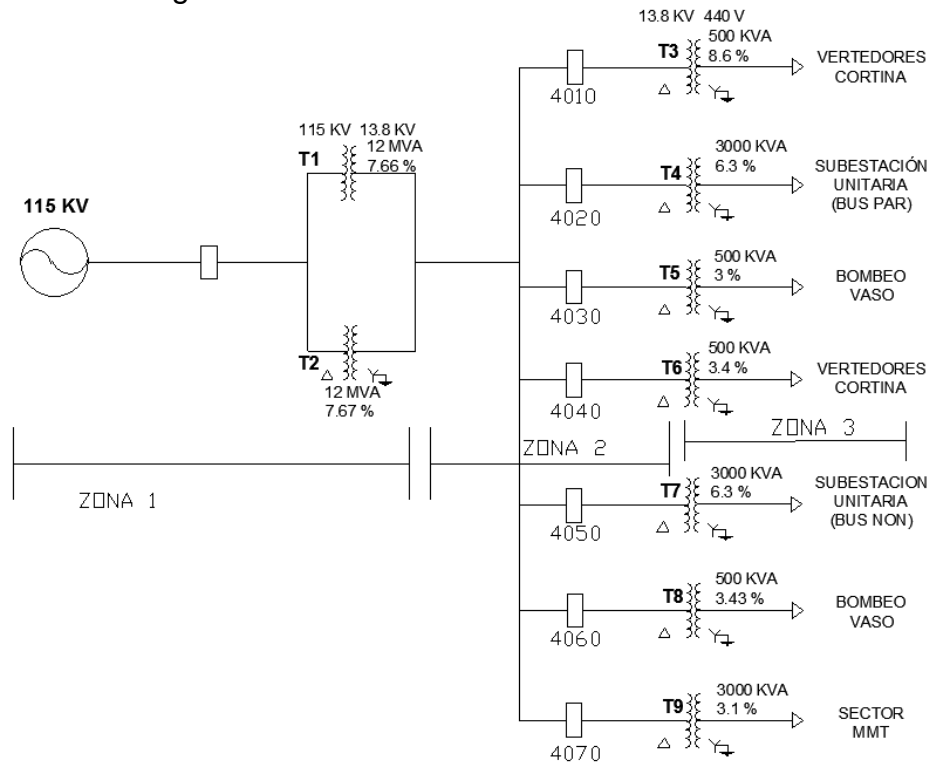 13.8 KV 440 V
T3
500 KVA
8.6 %
4010
VERTEDORES
CORTINA
115 KV 13.8 KV
T1
12 MVA
7.66 %
3000 KVA
T4
6.3 %
4020
SUBESTACIÓN
UNITARIA
(BUS PAR)
115 KV
500 KVA
T5
3 %
4030
BOMBEO
VASO
T2
12 MVA
7.67 %
500 KVA
T6
3.4 %
4040
VERTEDORES
CORTINA
ZONA 1
ZONA 2
ZONA 3
3000 KVA
T7
6.3 %
4050
SUBESTACION
UNITARIA
(BUS NON)
500 KVA
T8
3.43 %
4060
BOMBEO
VASO
3000 KVA
T9
3.1 %
4070
SECTOR
MMT